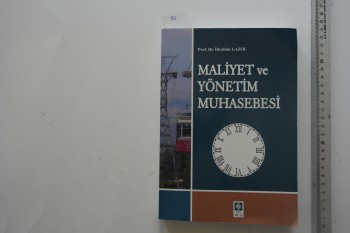 Prof. Dr. İbrahim LAZOL
MALİYET ve
YÖNETİM
MUHASEBESİ